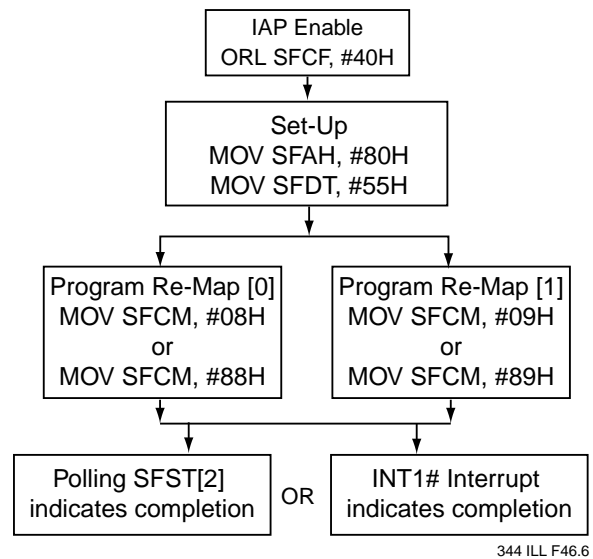 IAP Enable
ORL SFCF, #40H
Set-Up
MOV SFAH, #80H
MOV SFDT, #55H
Program Re-Map [0]
MOV SFCM, #08H
or
MOV SFCM, #88H
Program Re-Map [1]
MOV SFCM, #09H
or
MOV SFCM, #89H
Polling SFST[2]
indicates completion
OR
INT1# Interrupt
indicates completion
344 ILL F46.6